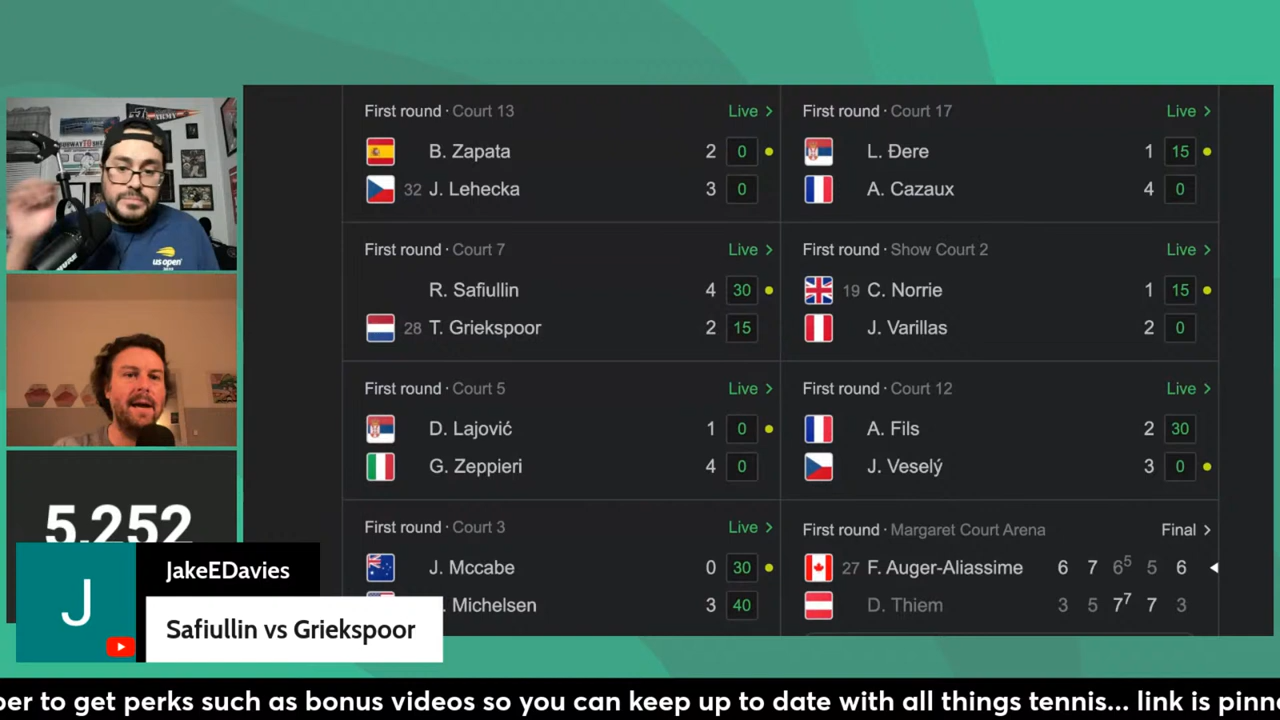 First round · Court 13
Live >
B. Zapata 2 0
32 J. Lehecka 3 0
First round · Court 17
Live >
L. Đere 1 15
A. Cazaux 4 0
First round · Court 7
Live >
R. Safiullin 4 30
28 T. Griekspoor 2 15
First round · Show Court 2
Live >
19 C. Norrie 1 15
J. Varillas 2 0
First round · Court 5
Live >
D. Lajović 1 0
G. Zeppieri 4 0
First round · Court 12
Live >
A. Fils 2 30
J. Veselý 3 0
First round · Court 3
Live >
J. Mccabe 0 30
Michelsen 3 40
First round · Margaret Court Arena
Final >
27 F. Auger-Aliassime 6 7 6⁵ 5 6
D. Thiem 3 5 7⁷ 7 3
ARMY
us open
5,252
J
JakeEDavies
Safiullin vs Griekspoor
ber to get perks such as bonus videos so you can keep up to date with all things tennis... link is pinn